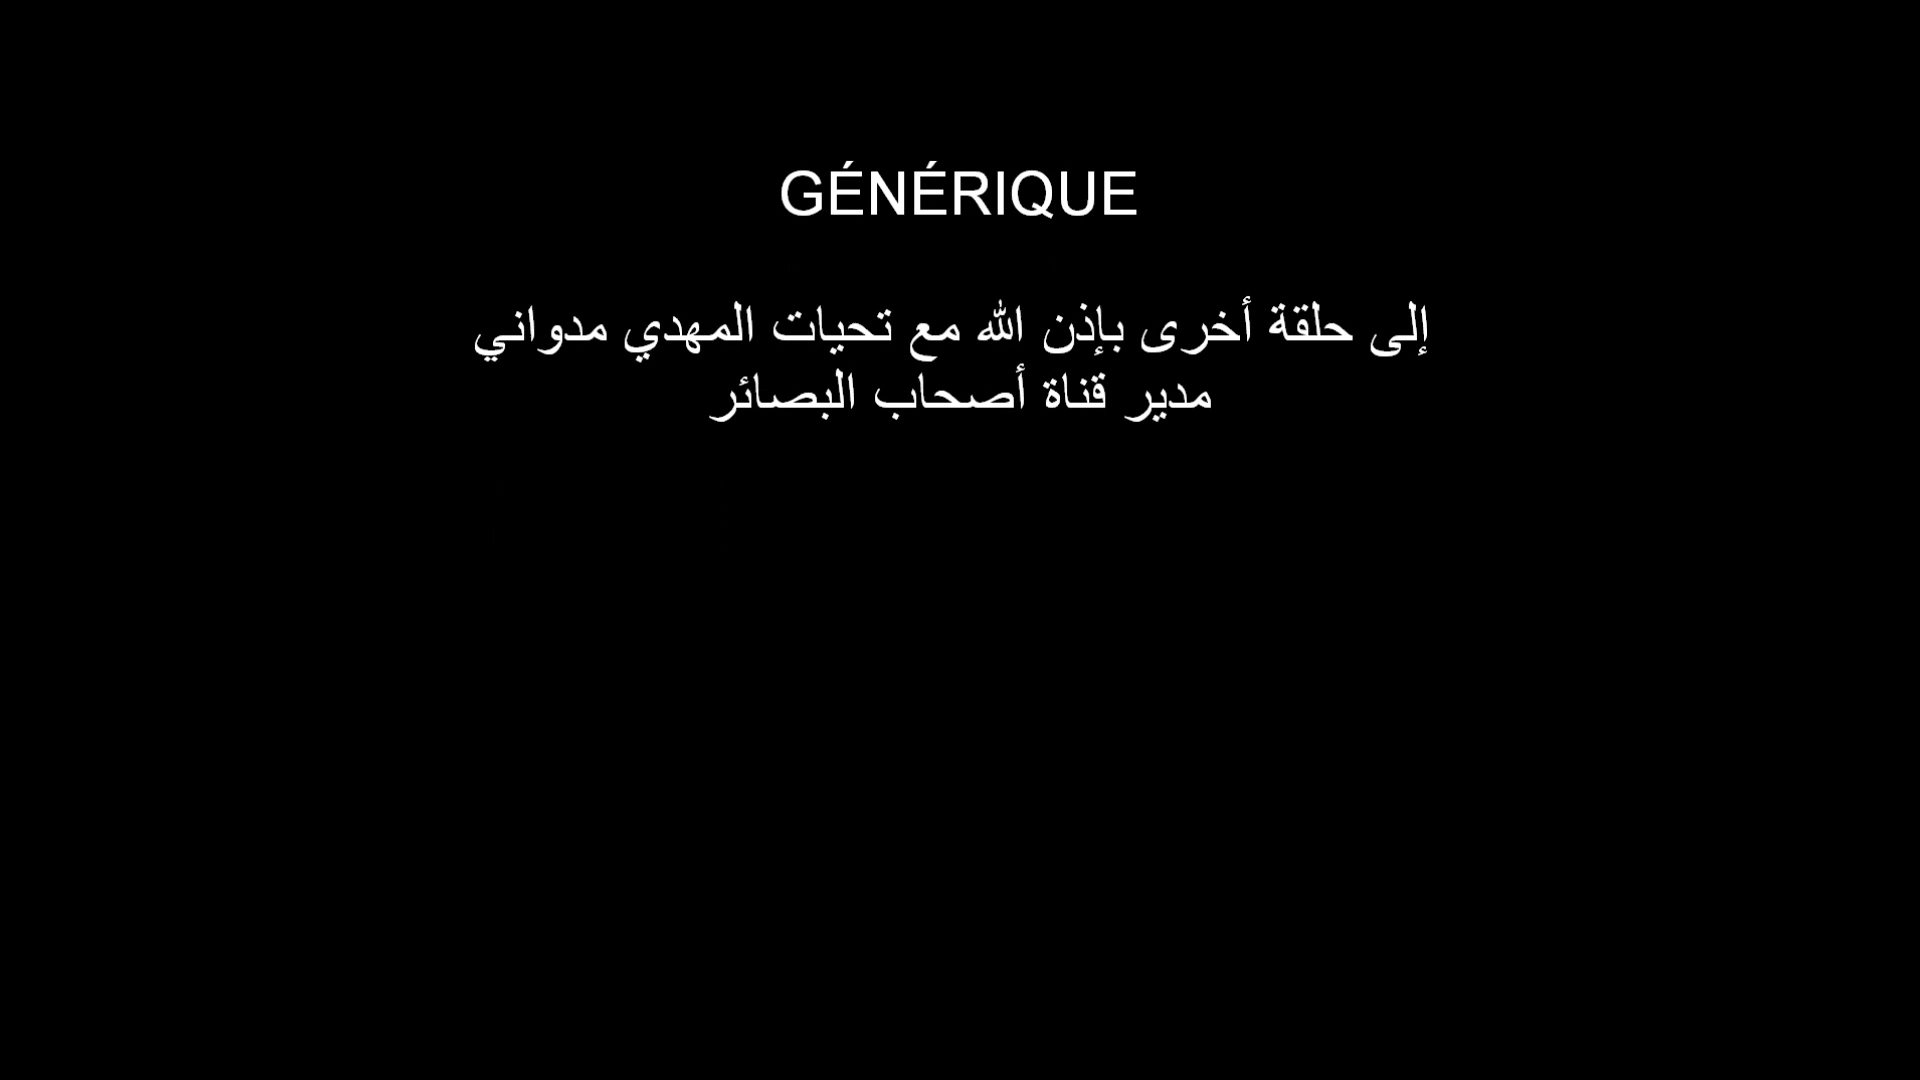 GÉNÉRIQUE
إلى حلقة أخرى بإذن الله مع تحيات المهدي مدواني
مدير قناة أصحاب البصائر